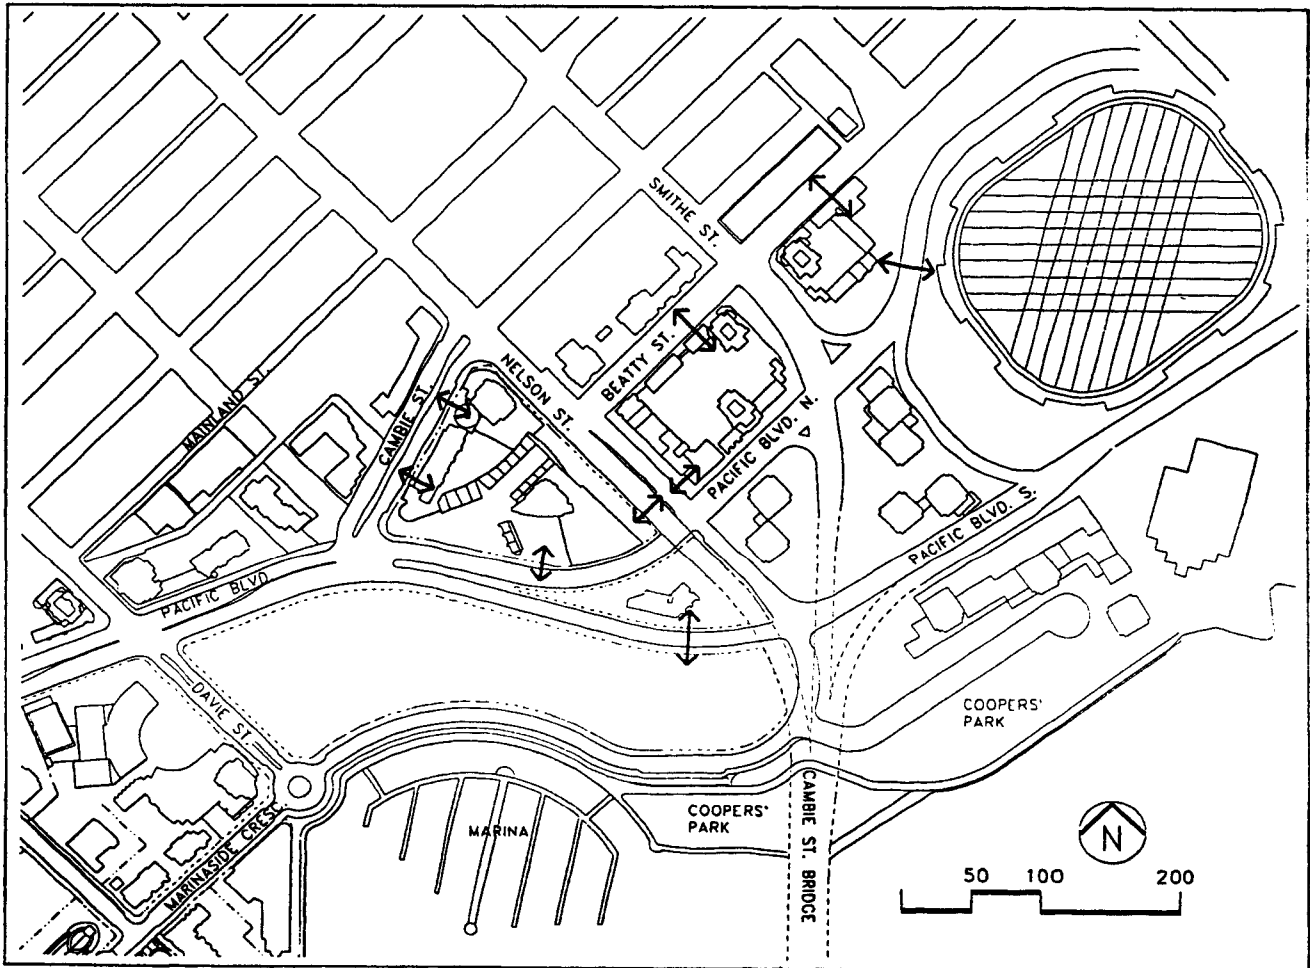 SMITHE ST.
BEATTY ST.
NELSON ST.
MAINLAND ST.
CAMBIE ST.
PACIFIC BLVD. N.
PACIFIC BLVD. S.
PACIFIC BLVD
DAVIE ST.
COOPERS'
PARK
COOPERS'
PARK
MARINA
MARINASIDE CRESC
CAMBIE ST. BRIDGE
N
50 100 200